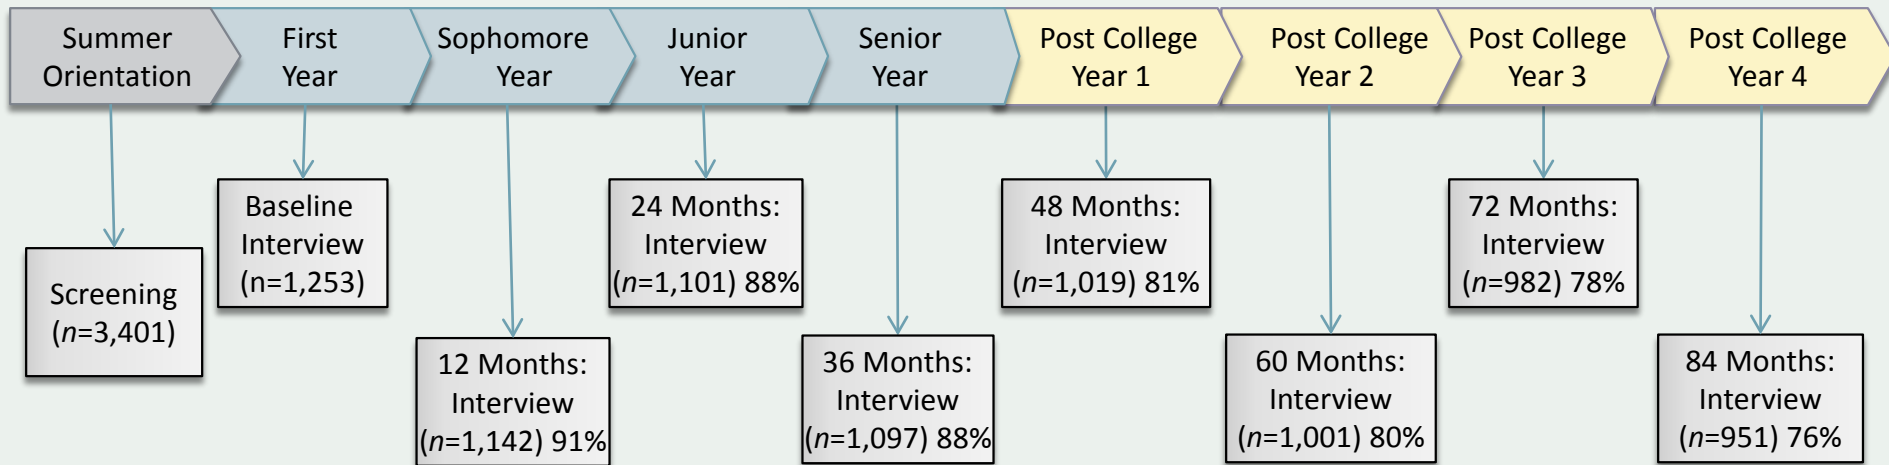 Summer
Orientation
First
Year
Sophomore
Year
Junior
Year
Senior
Year
Post College
Year 1
Post College
Year 2
Post College
Year 3
Post College
Year 4
Screening
(n=3,401)
Baseline
Interview
(n=1,253)
12 Months:
Interview
(n=1,142) 91%
24 Months:
Interview
(n=1,101) 88%
36 Months:
Interview
(n=1,097) 88%
48 Months:
Interview
(n=1,019) 81%
60 Months:
Interview
(n=1,001) 80%
72 Months:
Interview
(n=982) 78%
84 Months:
Interview
(n=951) 76%